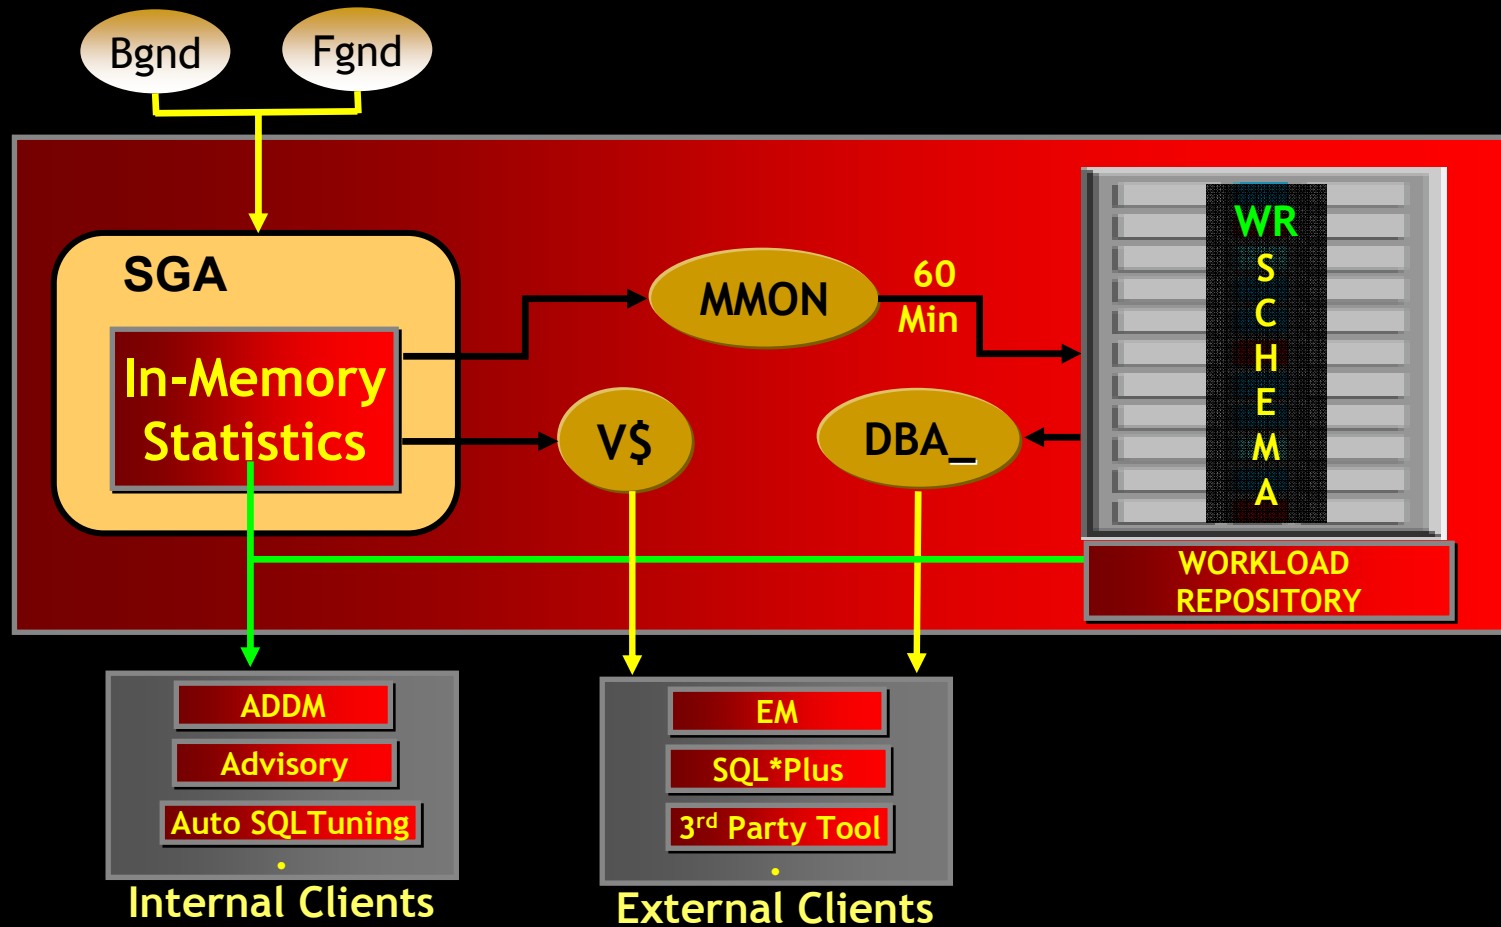 Bgnd
Fgnd
SGA
In-Memory
Statistics
MMON
60
Min
V$
DBA_
WR
S
C
H
E
M
A
WORKLOAD
REPOSITORY
ADDM
Advisory
Auto SQLTuning
.
Internal Clients
EM
SQL*Plus
3rd Party Tool
.
External Clients